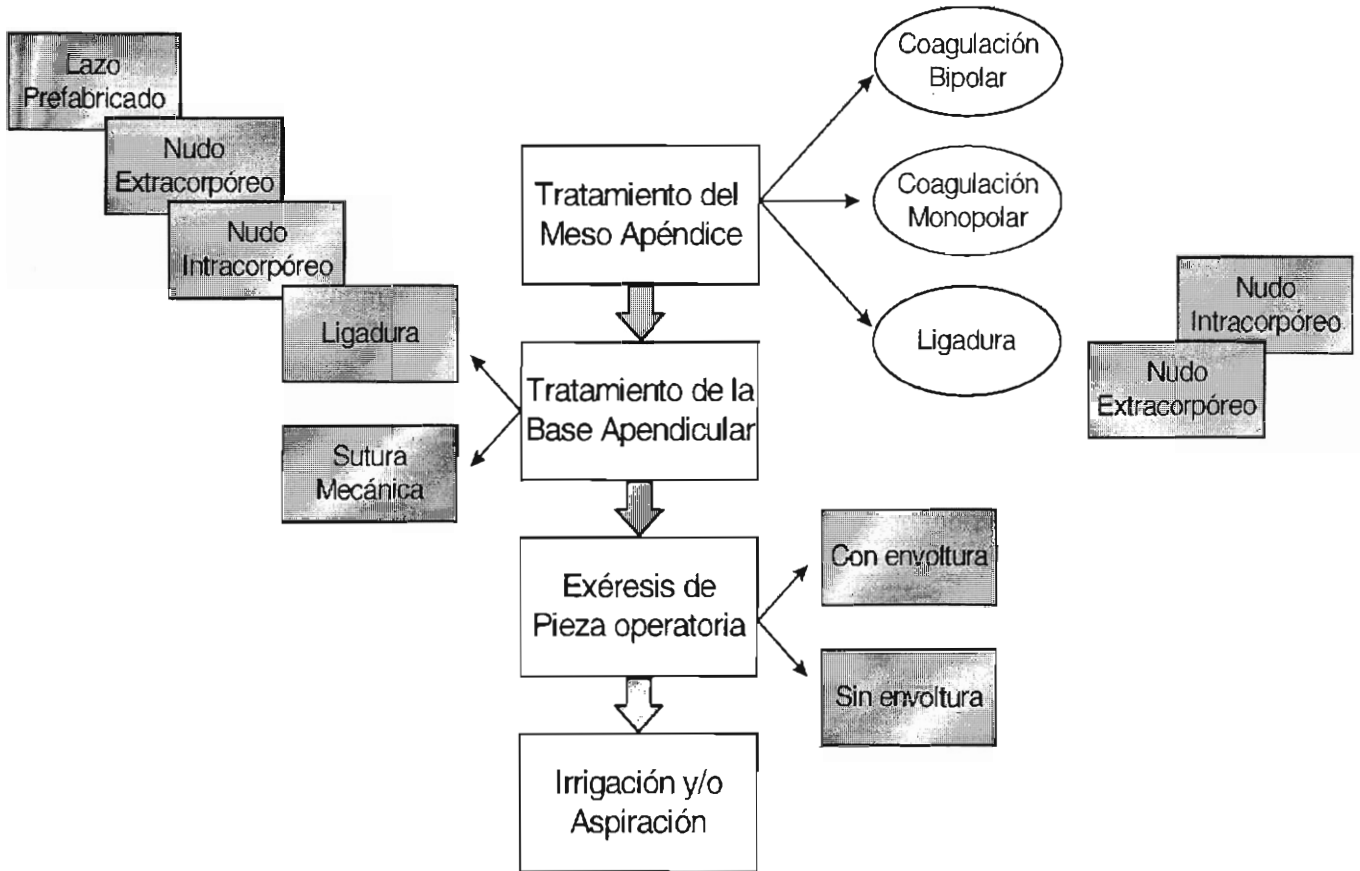 Lazo
Prefabricado
Nudo
Extracorpóreo
Nudo
Intracorpóreo
Ligadura
Sutura
Mecánica
Tratamiento del
Meso Apéndice
Tratamiento de la
Base Apendicular
Exéresis de
Pieza operatoria
Irrigación y/o
Aspiración
Coagulación
Bipolar
Coagulación
Monopolar
Ligadura
Nudo
Intracorpóreo
Nudo
Extracorpóreo
Con envoltura
Sin envoltura